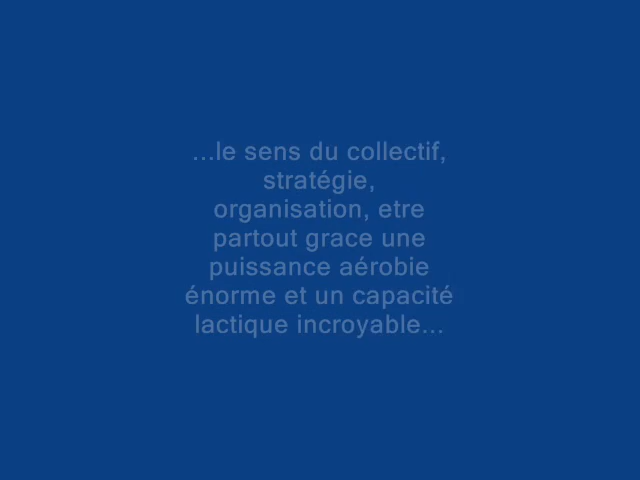 ...le sens du collectif,
stratégie,
organisation, etre
partout grace une
puissance aérobie
énorme et un capacité
lactique incroyable...